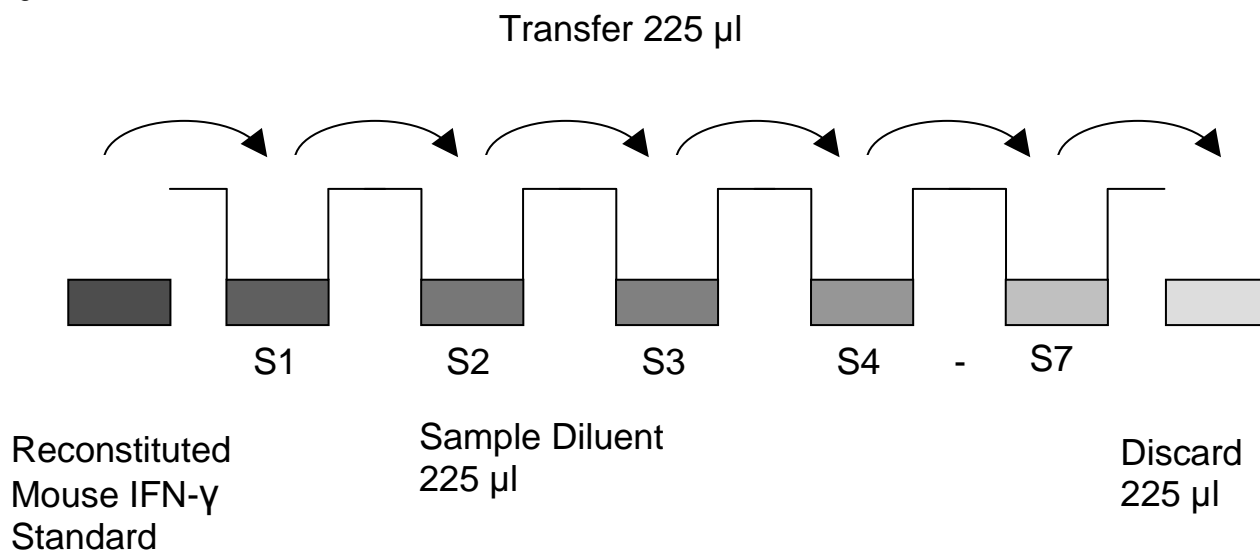 Transfer 225 µl
S1 S2 S3 S4 - S7
Reconstituted
Mouse IFN-γ
Standard
Sample Diluent
225 µl
Discard
225 µl